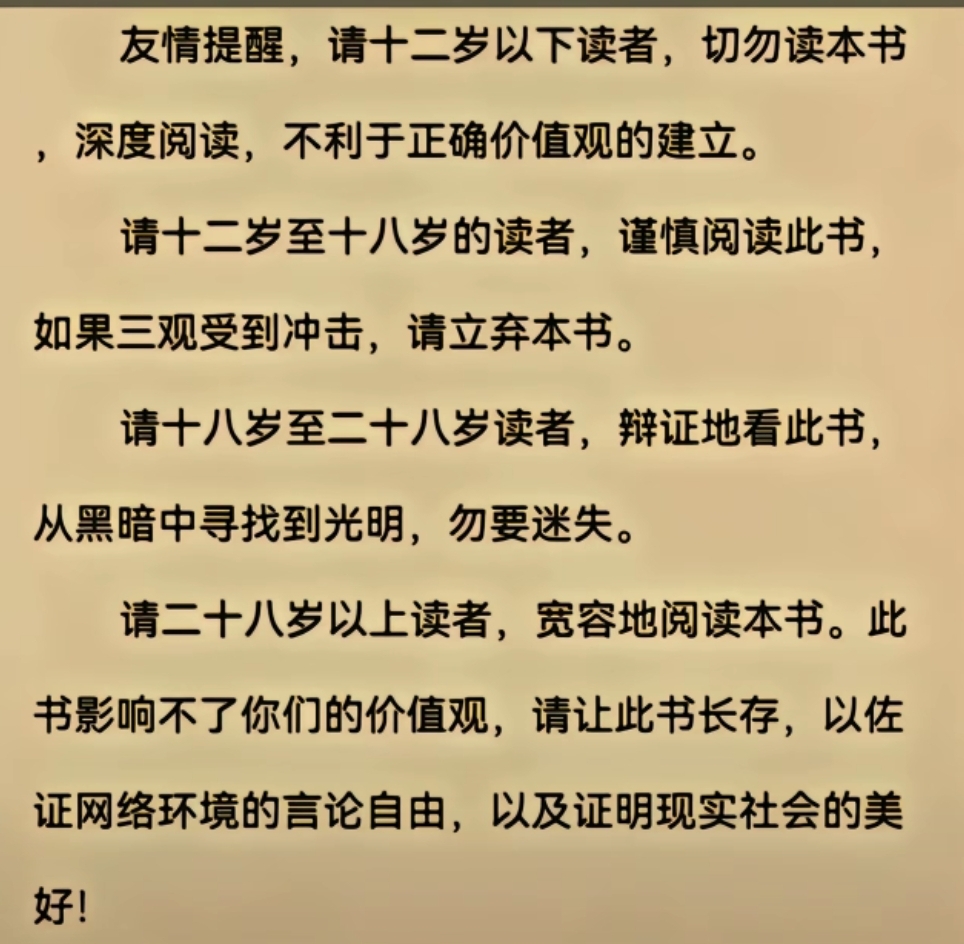 友情提醒，请十二岁以下读者，切勿读本书
，深度阅读，不利于正确价值观的建立。
请十二岁至十八岁的读者，谨慎阅读此书，
如果三观受到冲击，请立弃本书。
请十八岁至二十八岁读者，辩证地看此书，
从黑暗中寻找到光明，勿要迷失。
请二十八岁以上读者，宽容地阅读本书。此
书影响不了你们的价值观，请让此书长存，以佐
证网络环境的言论自由，以及证明现实社会的美
好！